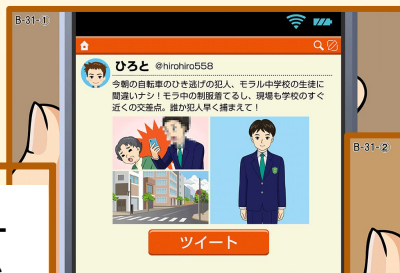 B-31-①
ひろと @hirohiro558
今朝の自転車のひき逃げの犯人、モラル中学校の生徒に
間違いナシ！モラ中の制服着てるし、現場も学校のすぐ
近くの交差点。誰か犯人早く捕まえて！
B-31-②
ツイート